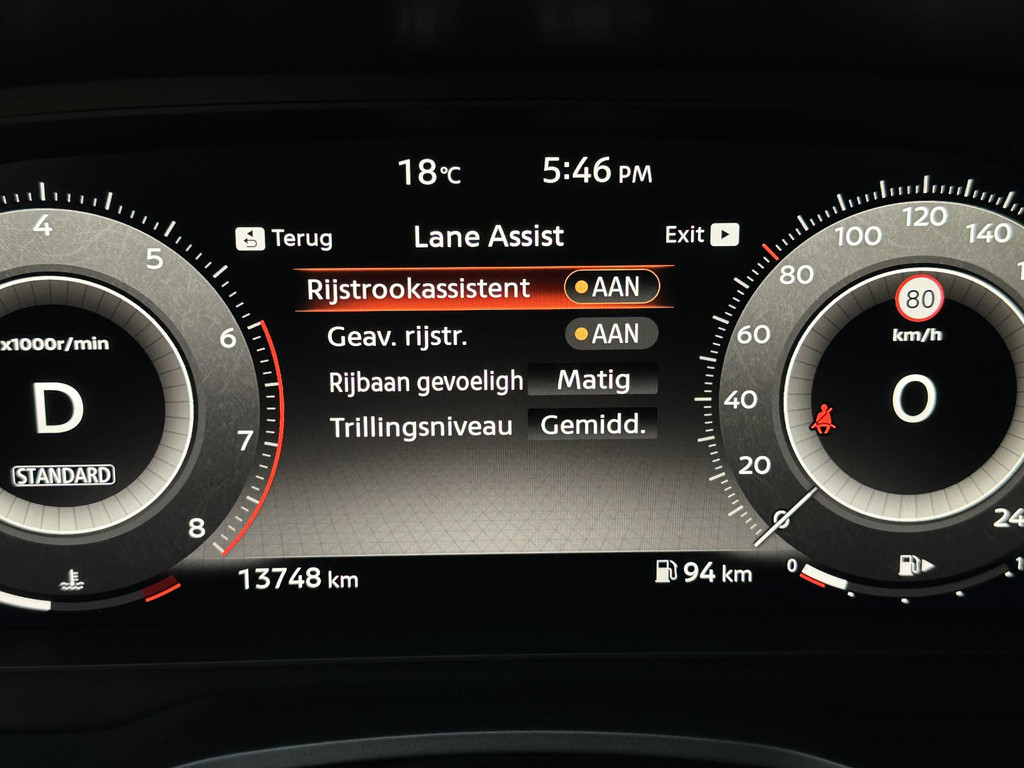 18°C 5:46 PM
Terug Lane Assist Exit
Rijstrookassistent AAN
Geav. rijstr. AAN
Rijbaan gevoeligh Matig
Trillingsniveau Gemidd.
4
5
6
7
8
x1000r/min
D
STANDARD
0
20
40
60
80
100
120
140
80
km/h
0
13748 km
94 km
0